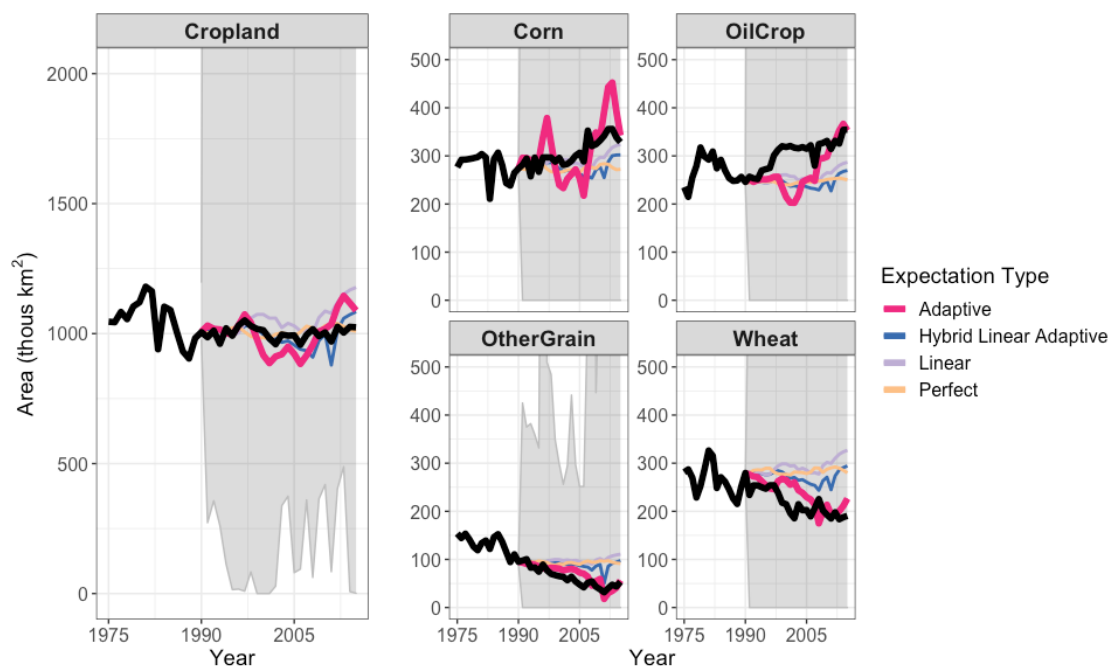 Cropland
Corn
OilCrop
2000
1500
1000
500
0
500
400
300
200
100
0
500
400
300
200
100
0
OtherGrain
Wheat
500
400
300
200
100
0
500
400
300
200
100
0
1975
1990
2005
1975
1990
2005
1975
1990
2005
Area (thous km²)
Year
Year
Expectation Type
Adaptive
Hybrid Linear Adaptive
Linear
Perfect